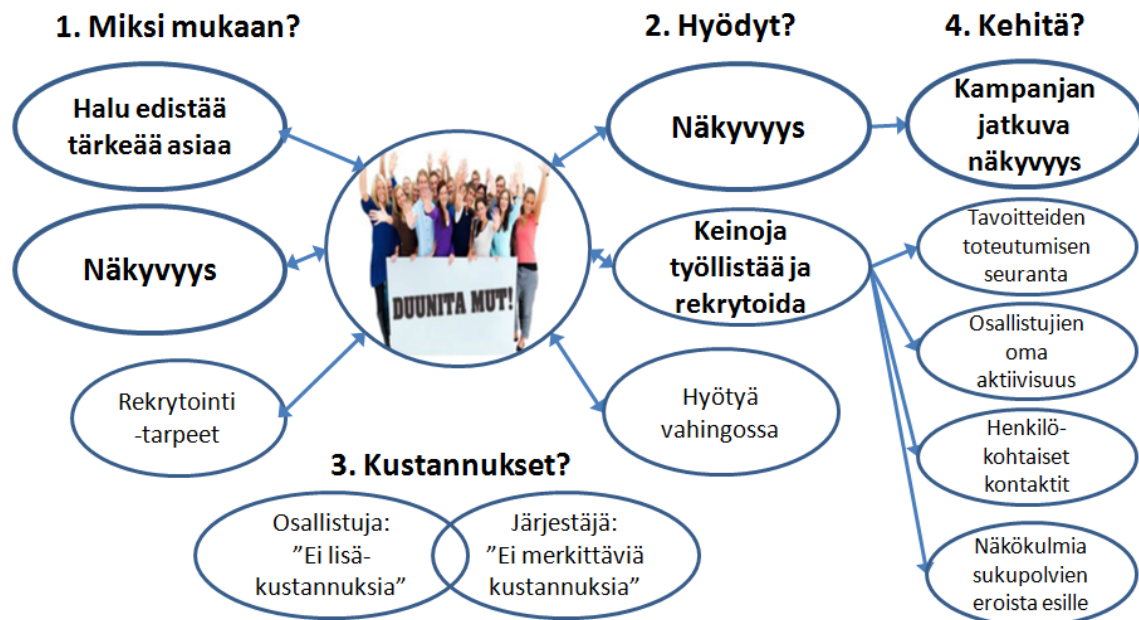 1. Miksi mukaan?
Halu edistää
tärkeää asiaa
Näkyvyys
Rekrytointi
-tarpeet
DUUNITA MUT!
2. Hyödyt?
Näkyvyys
Keinoja
työllistää ja
rekrytoida
Hyötyä
vahingossa
3. Kustannukset?
Osallistuja:
”Ei lisä-
kustannuksia”
Järjestäjä:
”Ei merkittäviä
kustannuksia”
4. Kehitä?
Kampanjan
jatkuva
näkyvyys
Tavoitteiden
toteutumisen
seuranta
Osallistujien
oma
aktiivisuus
Henkilö-
kohtaiset
kontaktit
Näkökulmia
sukupolvien
eroista esille